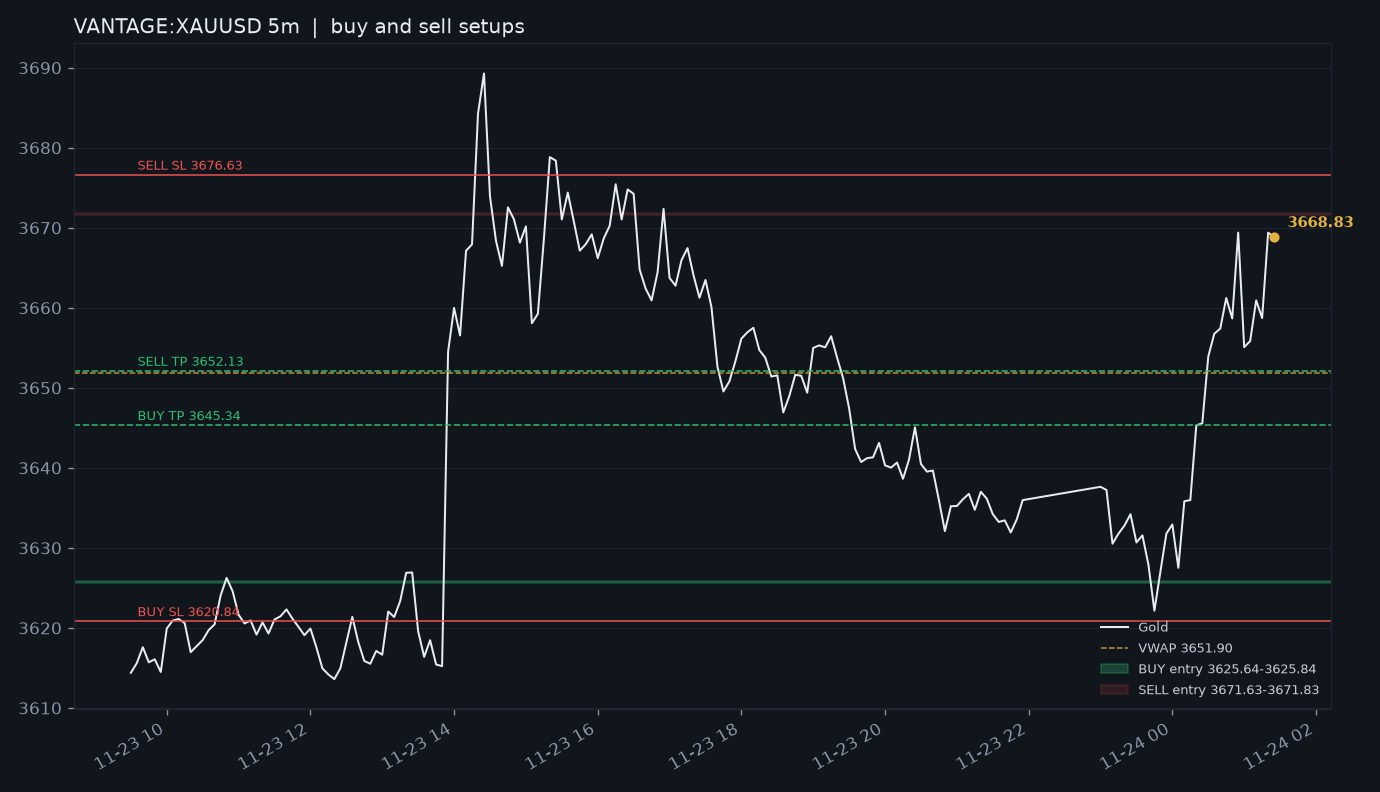 VANTAGE:XAUUSD 5m | buy and sell setups
3690
3680
SELL SL 3676.63
3670
3668.83
3660
SELL TP 3652.13
3650
BUY TP 3645.34
3640
3630
BUY SL 3620.84
3620
3610
Gold
VWAP 3651.90
BUY entry 3625.64-3625.84
SELL entry 3671.63-3671.83
11-23 10
11-23 12
11-23 14
11-23 16
11-23 18
11-23 20
11-23 22
11-24 00
11-24 02